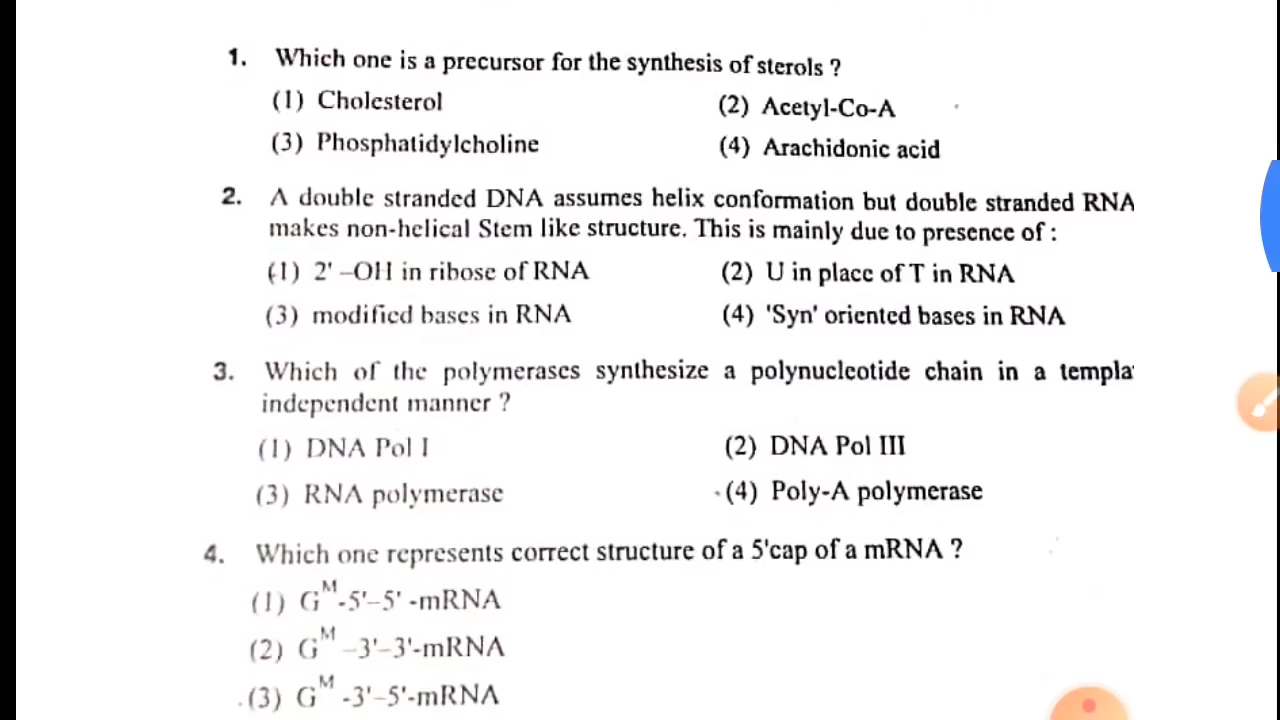 1. Which one is a precursor for the synthesis of sterols ?
(1) Cholesterol (2) Acetyl-Co-A
(3) Phosphatidylcholine (4) Arachidonic acid
2. A double stranded DNA assumes helix conformation but double stranded RNA
makes non-helical Stem like structure. This is mainly due to presence of :
(1) 2' –OH in ribose of RNA (2) U in place of T in RNA
(3) modified bases in RNA (4) 'Syn' oriented bases in RNA
3. Which of the polymerases synthesize a polynucleotide chain in a templa
independent manner ?
(1) DNA Pol I (2) DNA Pol III
(3) RNA polymerase (4) Poly-A polymerase
4. Which one represents correct structure of a 5'cap of a mRNA ?
(1) G^M-5'–5' -mRNA
(2) G^M –3'–3'-mRNA
(3) G^M -3'–5'-mRNA